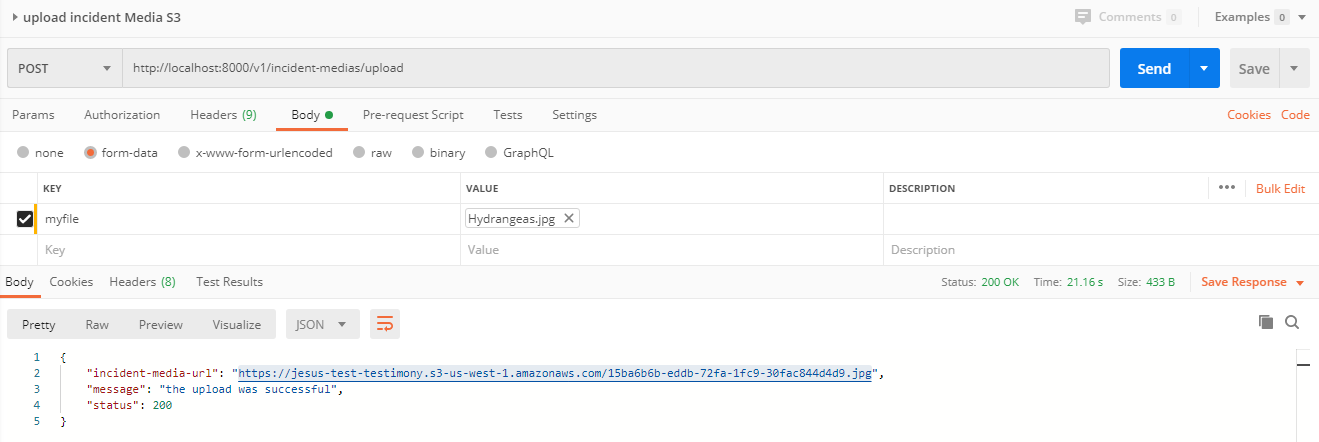 upload incident Media S3 Comments 0 Examples 0
POST http://localhost:8000/v1/incident-medias/upload Send Save
Params Authorization Headers (9) Body Pre-request Script Tests Settings Cookies Code
none form-data x-www-form-urlencoded raw binary GraphQL
KEY VALUE DESCRIPTION ••• Bulk Edit
myfile Hydrangeas.jpg
Key Value Description
Body Cookies Headers (8) Test Results Status: 200 OK Time: 21.16 s Size: 433 B Save Response
Pretty Raw Preview Visualize JSON
1 {
2 "incident-media-url": "https://jesus-test-testimony.s3-us-west-1.amazonaws.com/15ba6b6b-eddb-72fa-1fc9-30fac844d4d9.jpg",
3 "message": "the upload was successful",
4 "status": 200
5 }